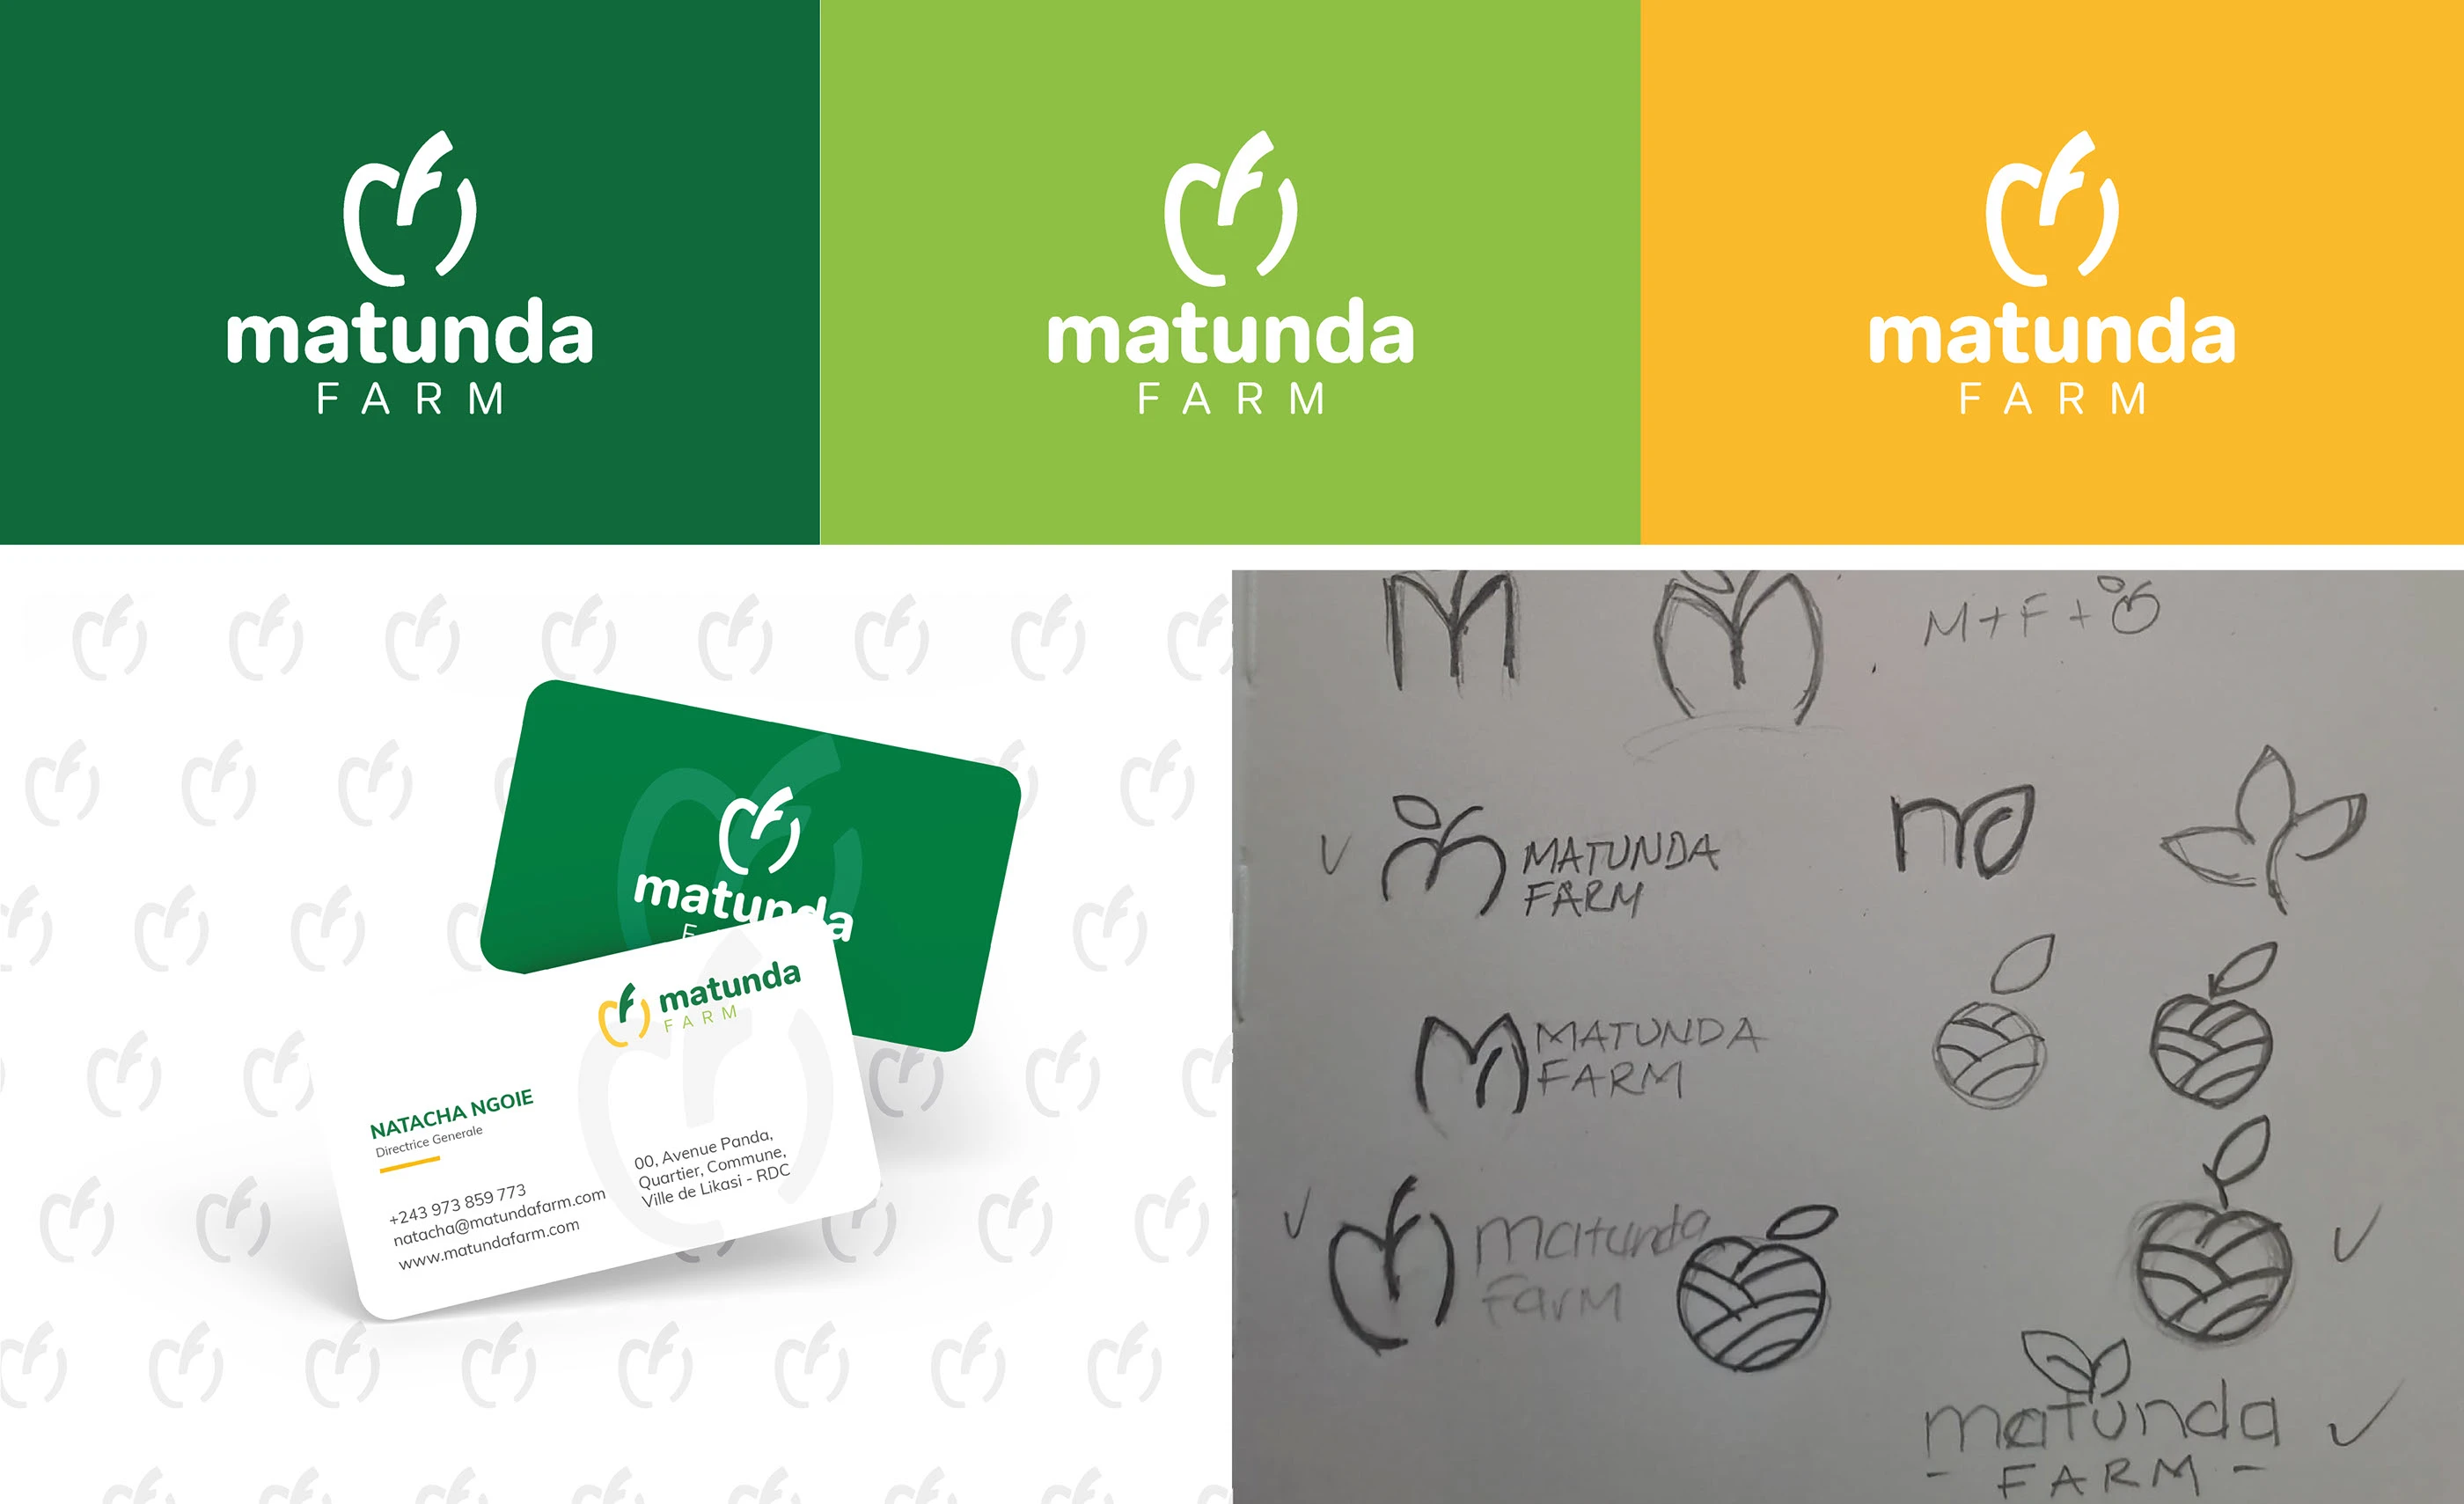 matunda
FARM
matunda
FARM
matunda
FARM
matunda
F
matunda
FARM
NATACHA NGOIE
Directrice Generale
+243 973 859 773
natacha@matundafarm.com
www.matundafarm.com
00, Avenue Panda,
Quartier, Commune,
Ville de Likasi - RDC
M
M+F+
MATUNDA
FARM
MATUNDA
FARM
matunda
Farm
matunda
- FARM -